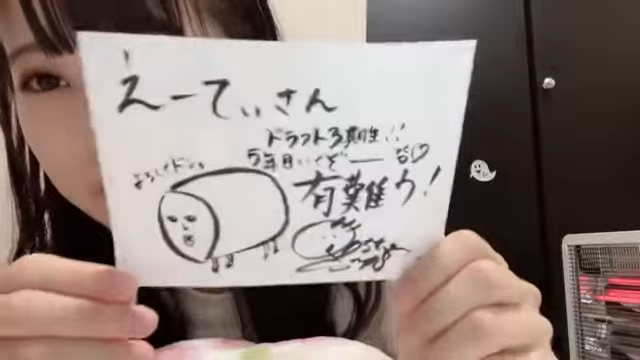 えーてぃさん
ドラフト3期生!!
5年目いくぞー
よろしくドン。
有難う!